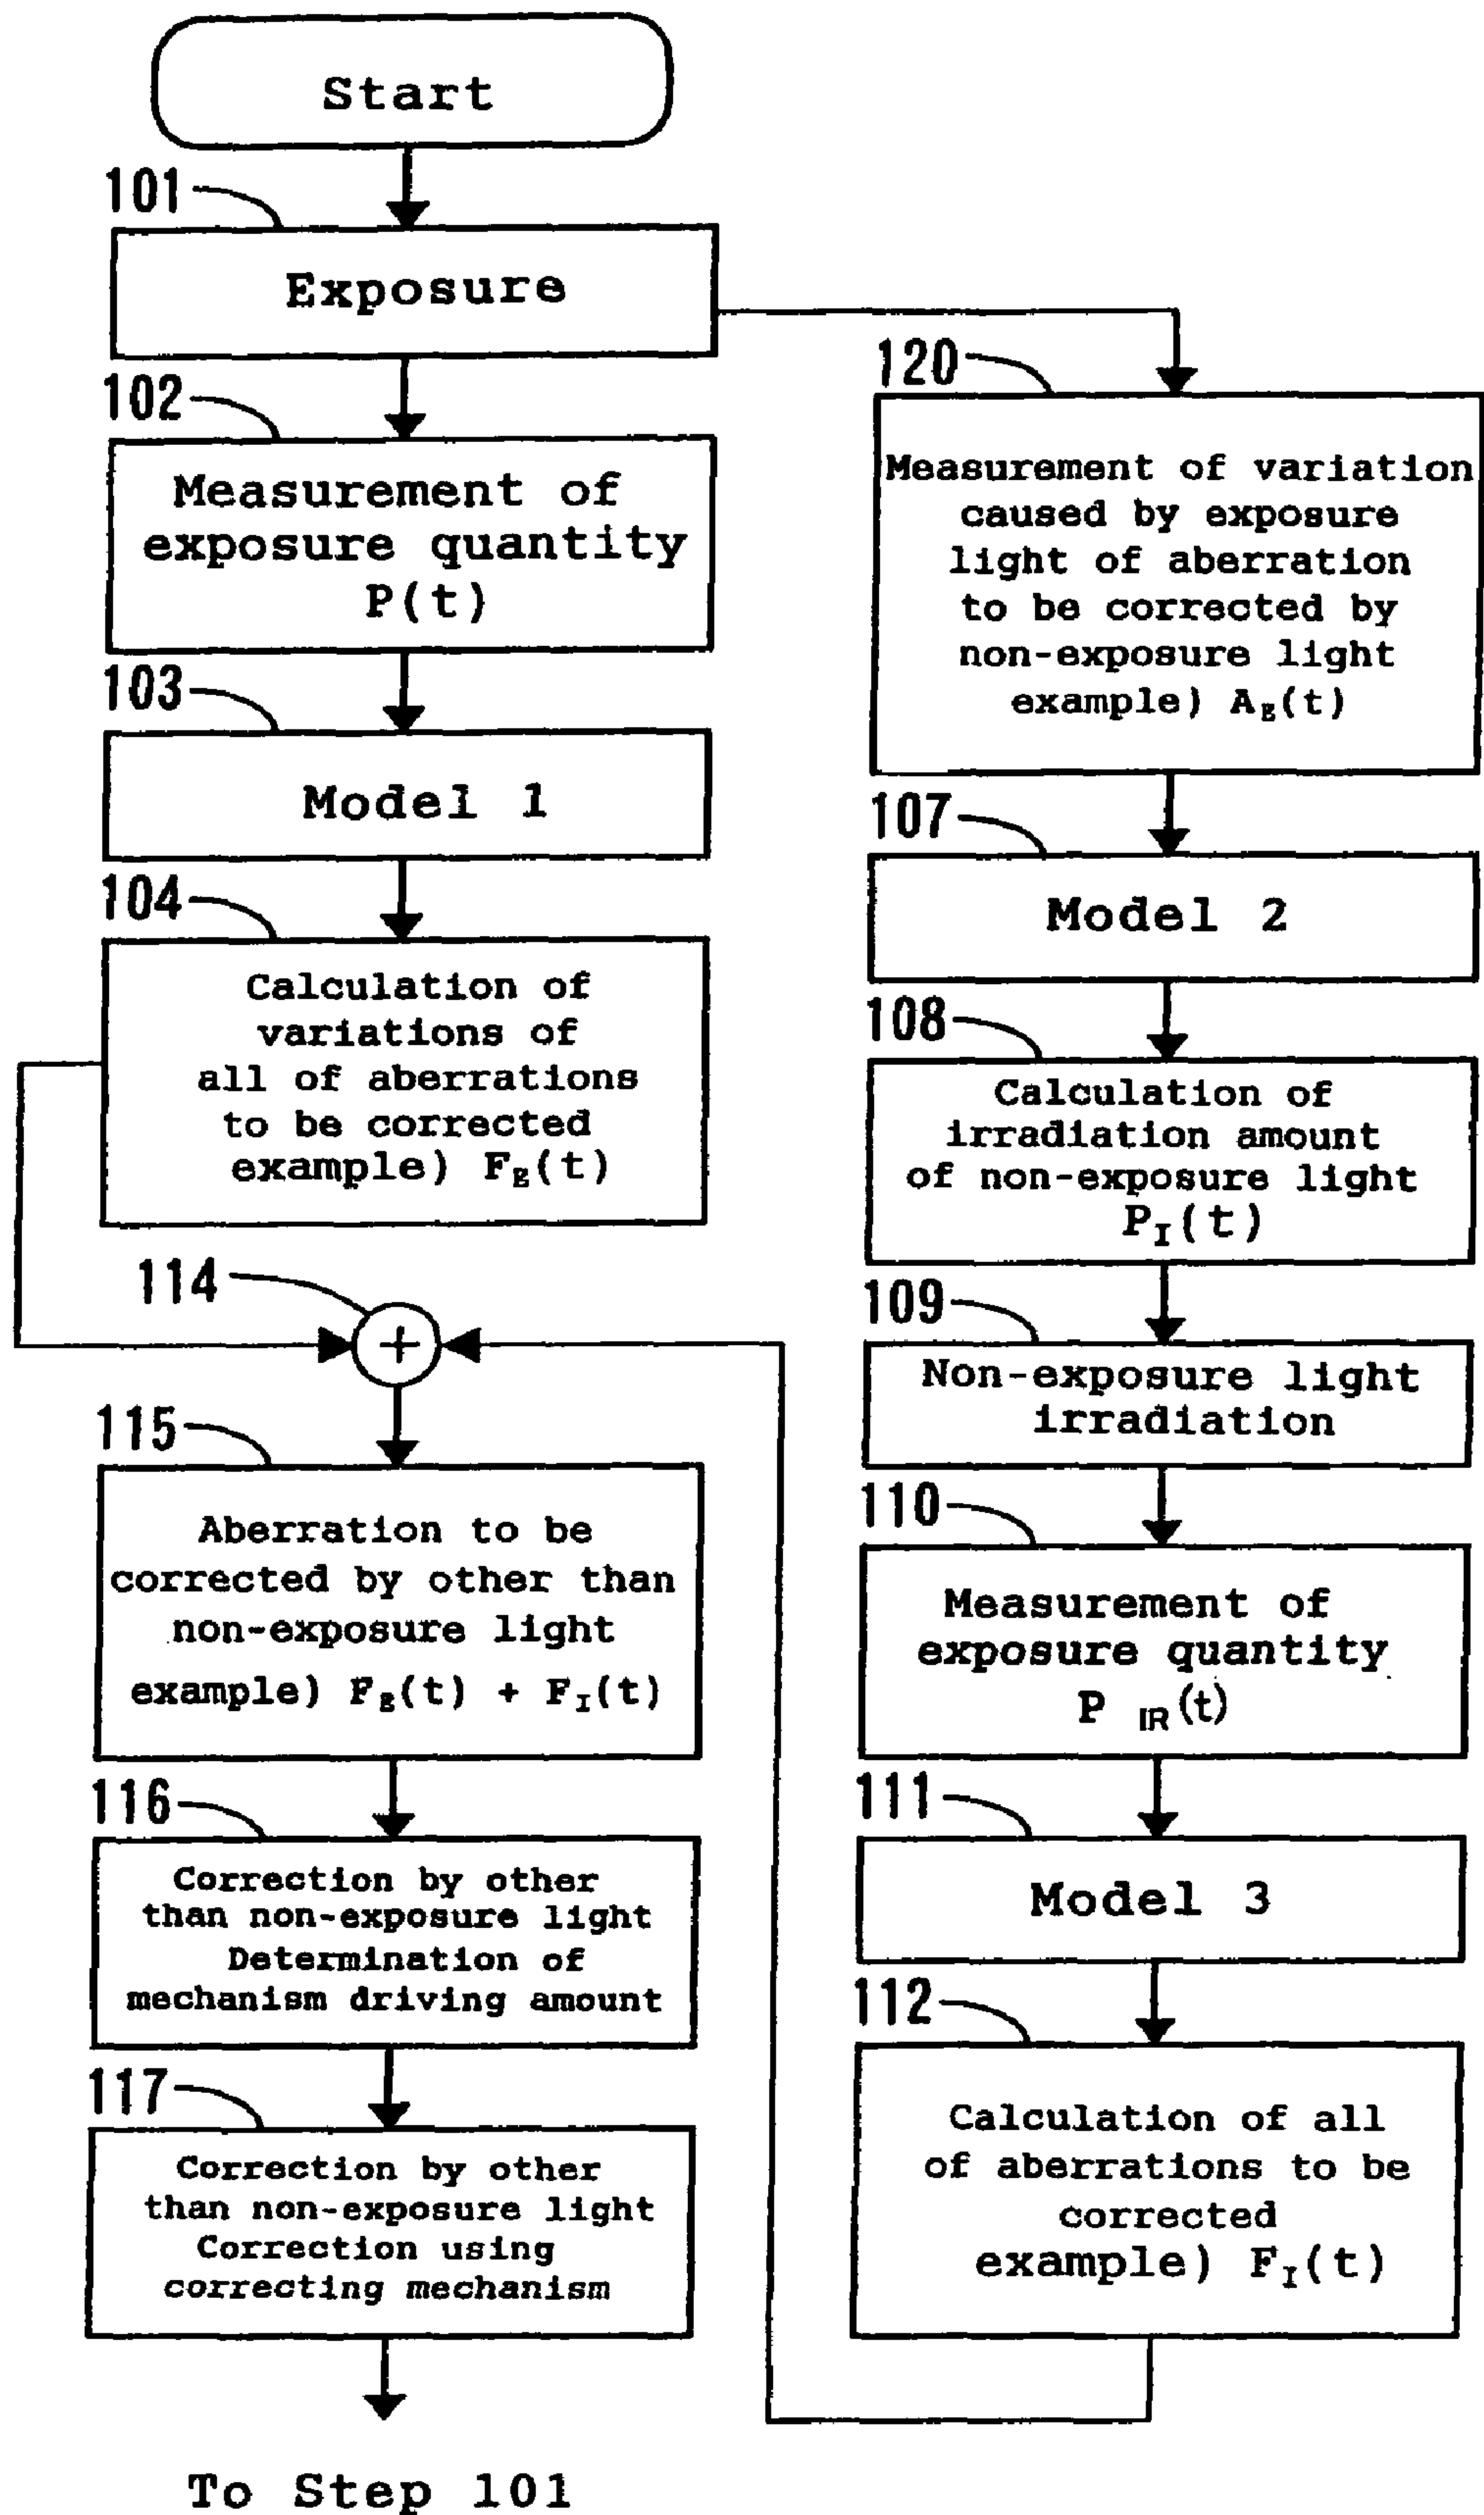 Start
101
Exposure
102
Measurement of
exposure quantity
P(t)
103
Model 1
104
Calculation of
variations of
all of aberrations
to be corrected
example) FE(t)
114
+
115
Aberration to be
corrected by other than
non-exposure light
example) FE(t) + FI(t)
116
Correction by other
than non-exposure light
Determination of
mechanism driving amount
117
Correction by other
than non-exposure light
Correction using
correcting mechanism
To Step 101
120
Measurement of variation
caused by exposure
light of aberration
to be corrected by
non-exposure light
example) AE(t)
107
Model 2
108
Calculation of
irradiation amount
of non-exposure light
PI(t)
109
Non-exposure light
irradiation
110
Measurement of
exposure quantity
P IR(t)
111
Model 3
112
Calculation of all
of aberrations to be
corrected
example) FI(t)